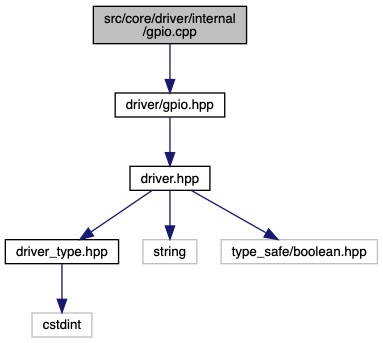 src/core/driver/internal
/gpio.cpp
driver/gpio.hpp
driver.hpp
driver_type.hpp
string
type_safe/boolean.hpp
cstdint